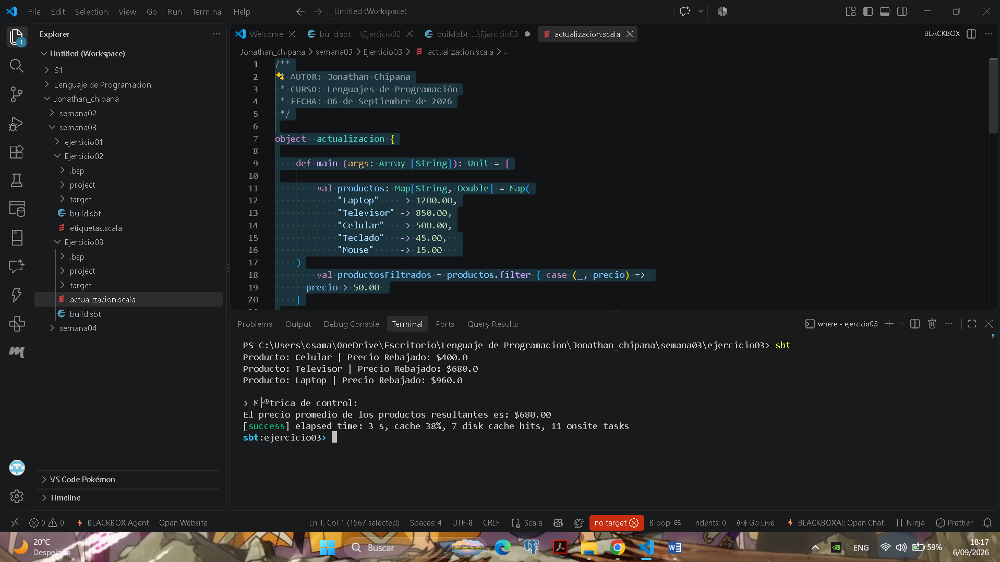 File Edit Selection View Go Run Terminal Help
Untitled (Workspace)
Explorer
Untitled (Workspace)
S1
Lenguaje de Programacion
Jonathan_chipana
semana02
semana03
ejercicio01
Ejercicio02
.bsp
project
target
build.sbt
etiquetas.scala
Ejercicio03
.bsp
project
target
actualizacion.scala
build.sbt
semana04
VS Code Pokémon
Timeline
1
Welcome build.sbt ...\Ejercicio02 build.sbt ...\Ejercicio03 actualizacion.scala BLACKBOX
Jonathan_chipana > semana03 > Ejercicio03 > actualizacion.scala > ...
1 /**
2 * AUTOR: Jonathan Chipana
3 * CURSO: Lenguajes de Programación
4 * FECHA: 06 de Septiembre de 2026
5 */
6
7 object  actualizacion {
8
9     def main (args: Array [String]): Unit = {
10
11         val productos: Map[String, Double] = Map(
12             "Laptop"    -> 1200.00,
13             "Televisor" -> 850.00,
14             "Celular"   -> 500.00,
15             "Teclado"   -> 45.00,
16             "Mouse"     -> 15.00
17     )
18         val productosFiltrados = productos.filter { case (_, precio) =>
19       precio > 50.00
20     }
Problems Output Debug Console Terminal Ports Query Results where - ejercicio03
PS C:\Users\csama\OneDrive\Escritorio\Lenguaje de Programacion\Jonathan_chipana\semana03\ejercicio03> sbt
Producto: Celular | Precio Rebajado: $400.0
Producto: Televisor | Precio Rebajado: $680.0
Producto: Laptop | Precio Rebajado: $960.0
> M├®trica de control:
El precio promedio de los productos resultantes es: $680.00
[success] elapsed time: 3 s, cache 38%, 7 disk cache hits, 11 onsite tasks
sbt:ejercicio03>
0 0 BLACKBOX Agent Open Website Ln 1, Col 1 (1567 selected) Spaces: 4 UTF-8 CRLF Scala no target Bloop Indents: 0 Go Live BLACKBOXAI: Open Chat Ninja Prettier
20°C
Despejado
Buscar
ENG
59%
18:17
6/09/2026